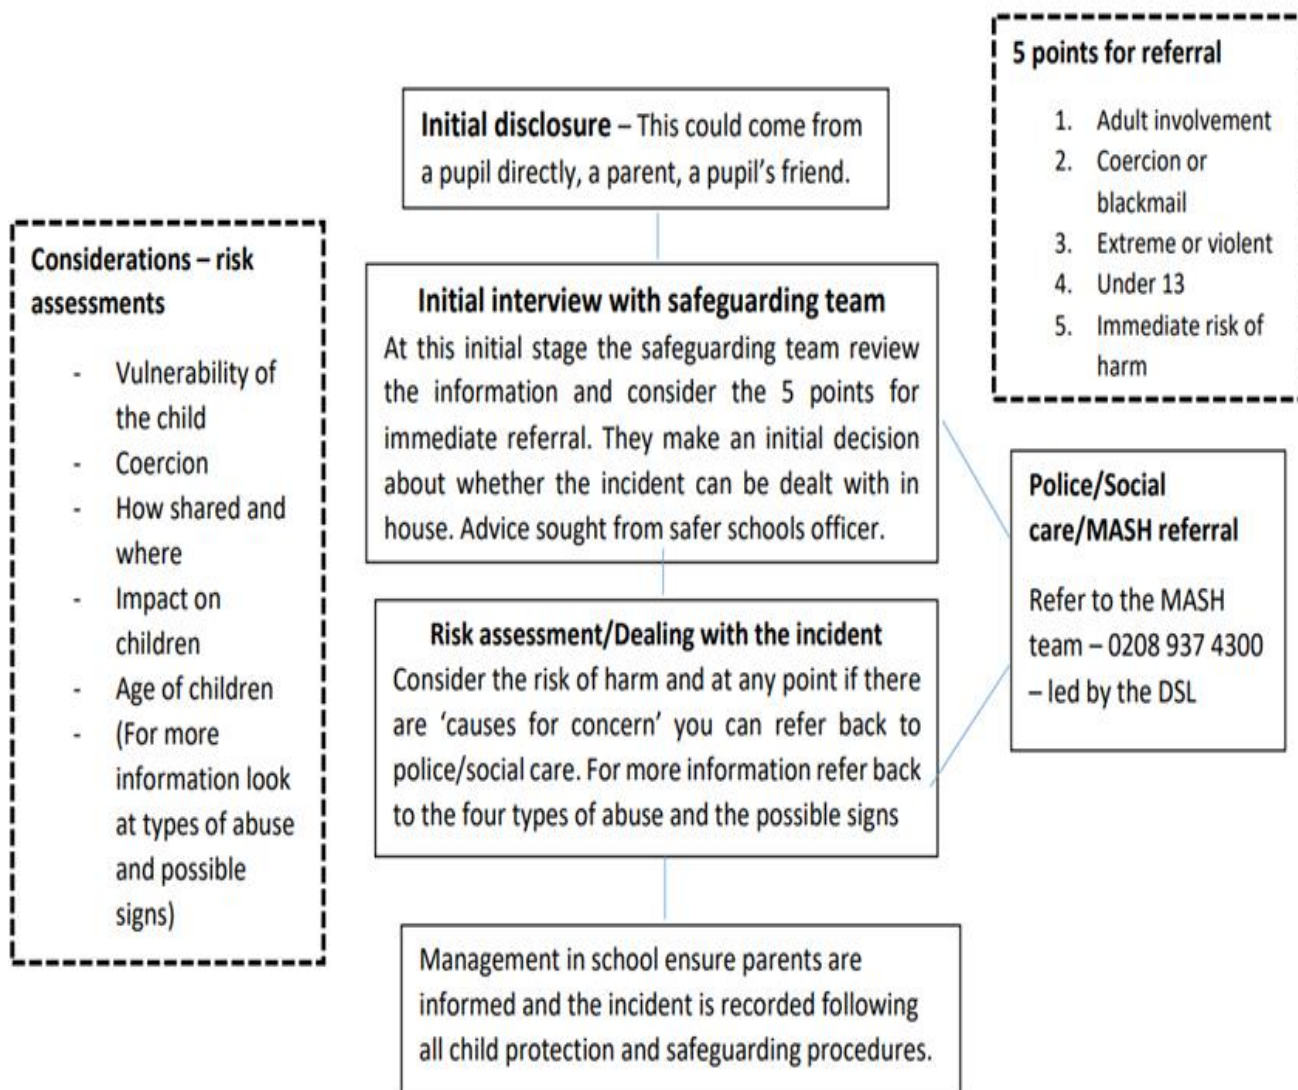 Initial disclosure – This could come from
a pupil directly, a parent, a pupil's friend.
5 points for referral
1. Adult involvement
2. Coercion or
blackmail
3. Extreme or violent
4. Under 13
5. Immediate risk of
harm
Considerations – risk
assessments
- Vulnerability of
the child
- Coercion
- How shared and
where
- Impact on
children
- Age of children
- (For more
information look
at types of abuse
and possible
signs)
Initial interview with safeguarding team
At this initial stage the safeguarding team review
the information and consider the 5 points for
immediate referral. They make an initial decision
about whether the incident can be dealt with in
house. Advice sought from safer schools officer.
Police/Social
care/MASH referral
Refer to the MASH
team – 0208 937 4300
– led by the DSL
Risk assessment/Dealing with the incident
Consider the risk of harm and at any point if there
are ‘causes for concern’ you can refer back to
police/social care. For more information refer back
to the four types of abuse and the possible signs
Management in school ensure parents are
informed and the incident is recorded following
all child protection and safeguarding procedures.